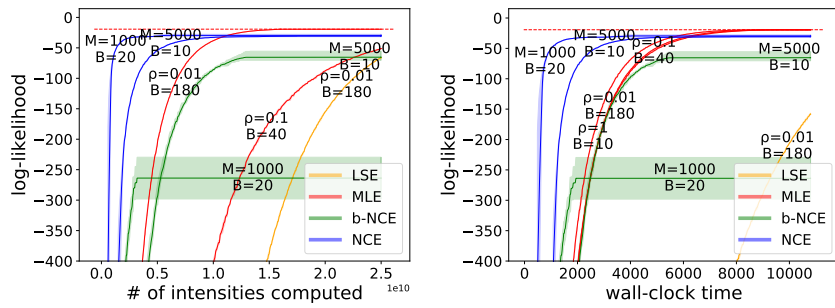 0
−50
−100
−150
−200
−250
−300
−350
−400
log-likelihood
M=1000
B=20
M=5000
B=10
ρ=0.01
B=180
M=5000
B=10
ρ=0.01
B=180
ρ=0.1
B=40
M=1000
B=20
LSE
MLE
b-NCE
NCE
0.0 0.5 1.0 1.5 2.0 2.5
1e10
# of intensities computed
0
−50
−100
−150
−200
−250
−300
−350
−400
log-likelihood
M=1000
B=20
M=5000
B=10
ρ=0.1
B=40
M=5000
B=10
ρ=0.01
B=180
ρ=1
B=10
ρ=0.01
B=180
M=1000
B=20
LSE
MLE
b-NCE
NCE
0 2000 4000 6000 8000 10000
wall-clock time